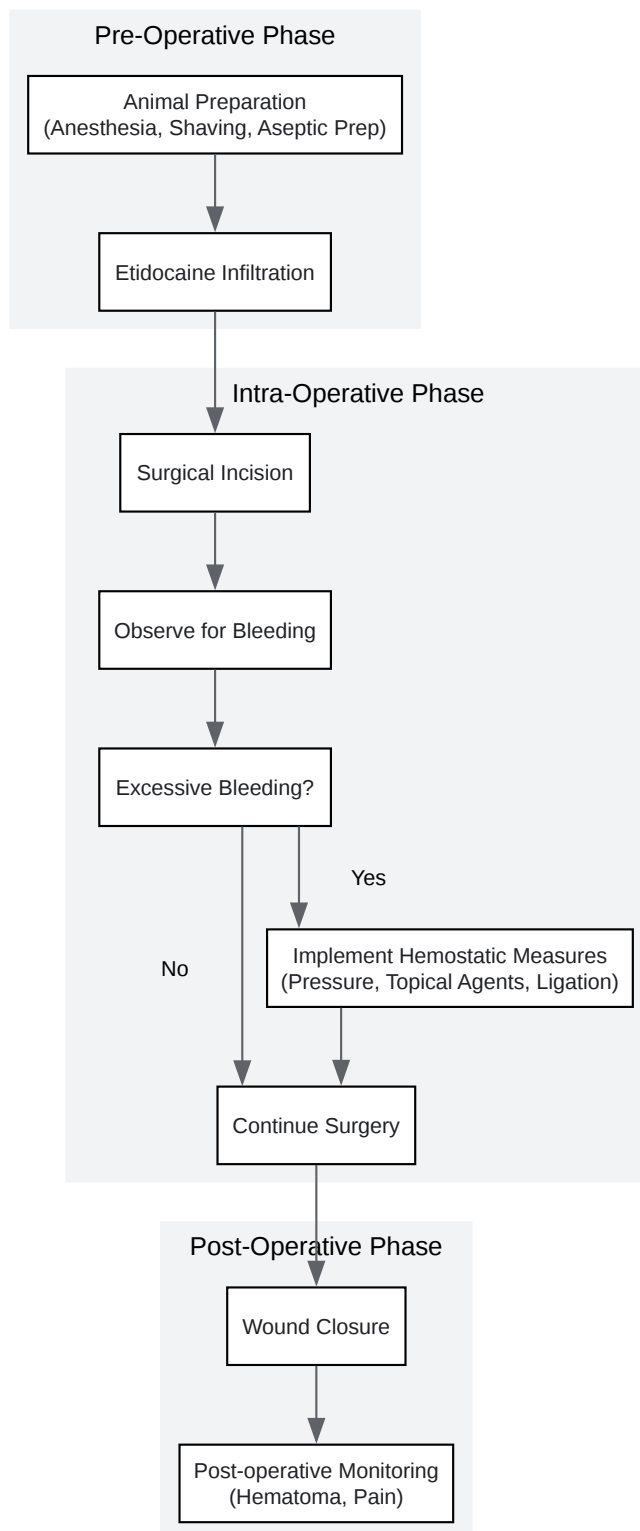 Pre-Operative Phase
Animal Preparation
(Anesthesia, Shaving, Aseptic Prep)
Etidocaine Infiltration
Intra-Operative Phase
Surgical Incision
Observe for Bleeding
Excessive Bleeding?
Yes
Implement Hemostatic Measures
(Pressure, Topical Agents, Ligation)
No
Continue Surgery
Post-Operative Phase
Wound Closure
Post-operative Monitoring
(Hematoma, Pain)